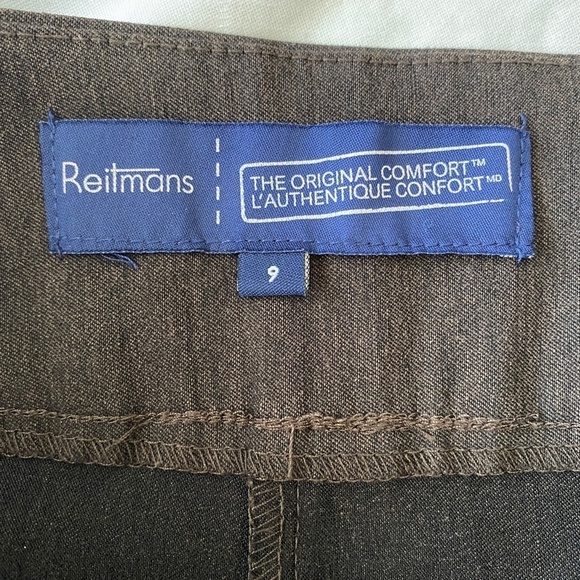 Reitmans
THE ORIGINAL COMFORT™
L'AUTHENTIQUE CONFORT MD
9